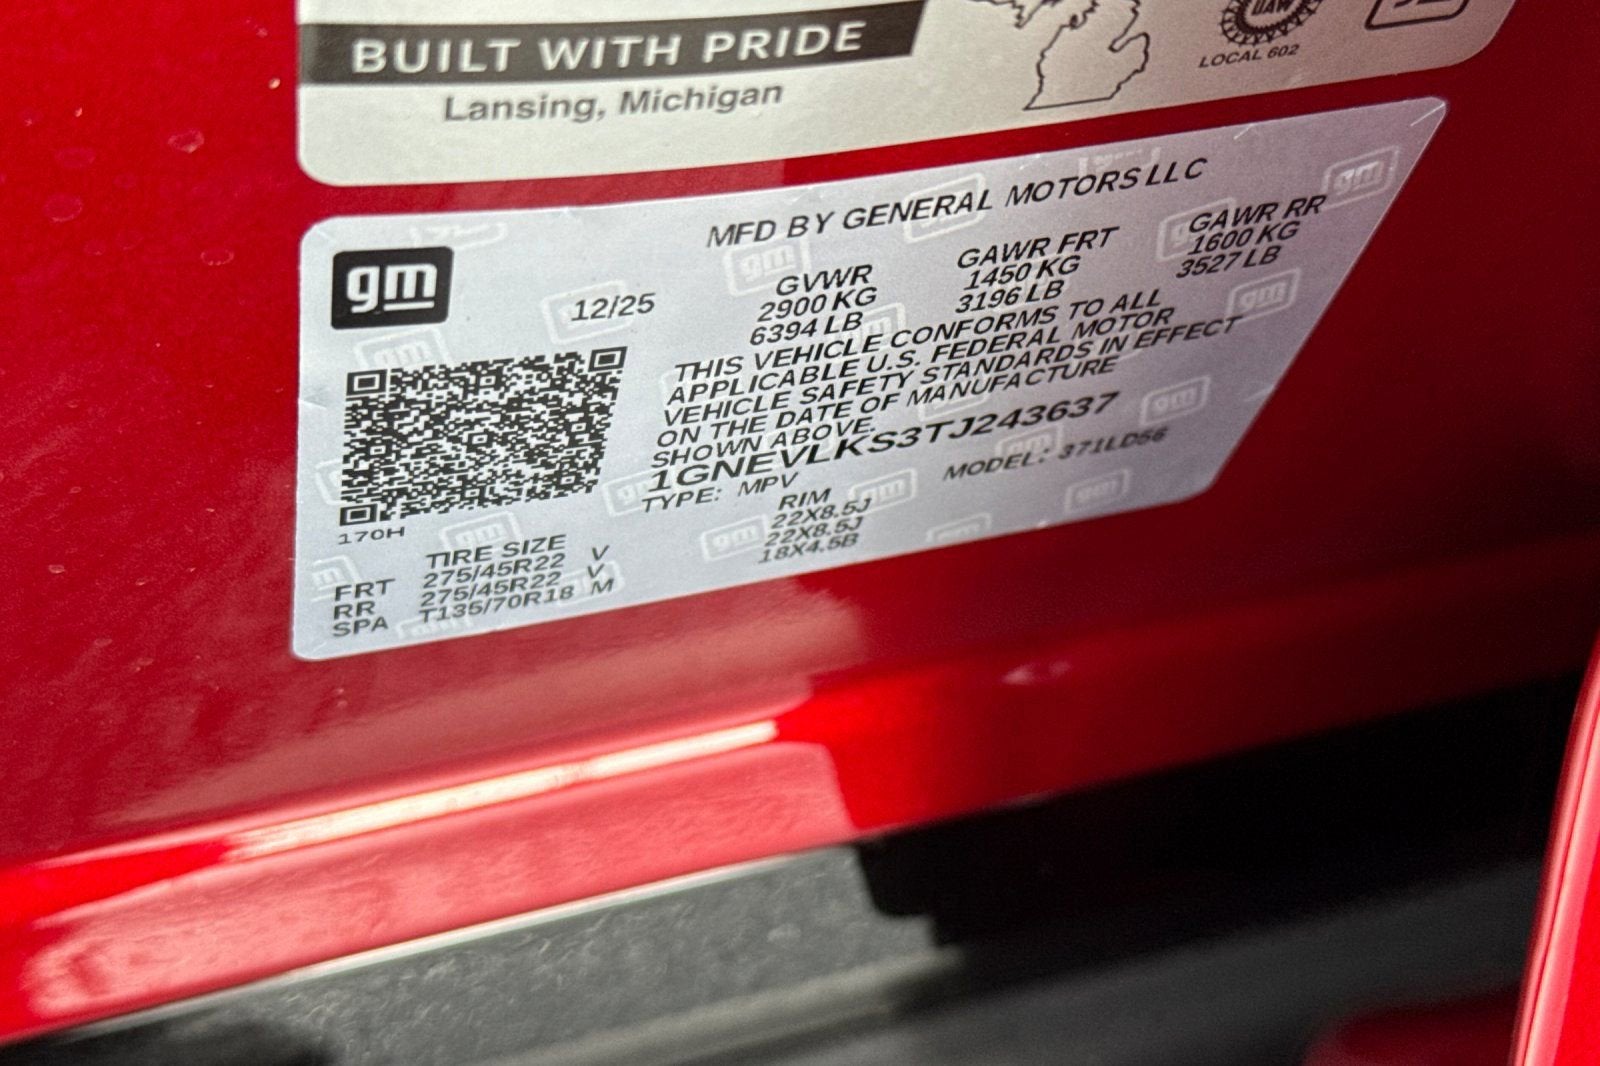 BUILT WITH PRIDE
Lansing, Michigan
UAW
LOCAL 602
gm
MFD BY GENERAL MOTORS LLC
12/25
GVWR GAWR FRT GAWR RR
2900 KG 1450 KG 1600 KG
6394 LB 3196 LB 3527 LB
THIS VEHICLE CONFORMS TO ALL
APPLICABLE U.S. FEDERAL MOTOR
VEHICLE SAFETY STANDARDS IN EFFECT
ON THE DATE OF MANUFACTURE
SHOWN ABOVE.
1GNEVLKS3TJ243637
TYPE: MPV MODEL: 371LD56
170H
TIRE SIZE RIM
FRT 275/45R22 V 22X8.5J
RR 275/45R22 V 22X8.5J
SPA T135/70R18 M 18X4.5B